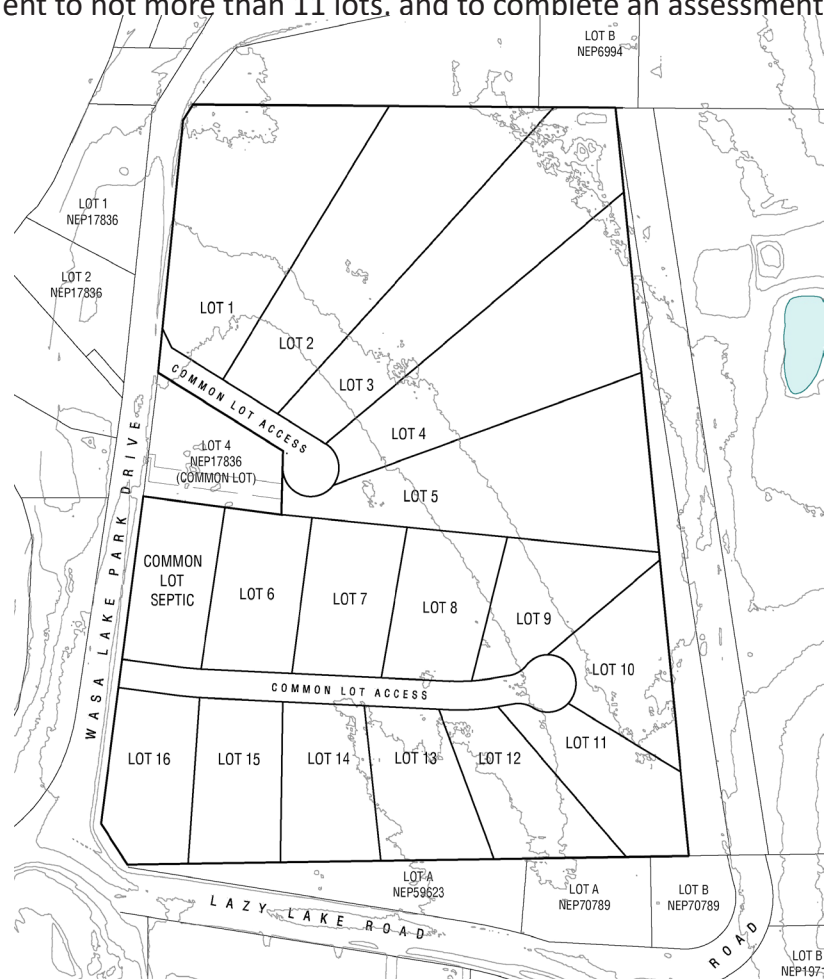 ent to not more than 11 lots, and to complete an assessment
LOT B
NEP6994
LOT 1
NEP17836
LOT 2
NEP17836
LOT 1
LOT 2
LOT 3
COMMON LOT ACCESS
LOT 4
LOT 4
NEP17836
(COMMON LOT)
LOT 5
WASA LAKE PARK DRIVE
COMMON
LOT
SEPTIC
LOT 6
LOT 7
LOT 8
LOT 9
LOT 10
COMMON LOT ACCESS
LOT 11
LOT 16
LOT 15
LOT 14
LOT 13
LOT 12
LOT A
NEP59623
LOT A
NEP70789
LOT B
NEP70789
LAZY LAKE ROAD
ROAD
LOT B